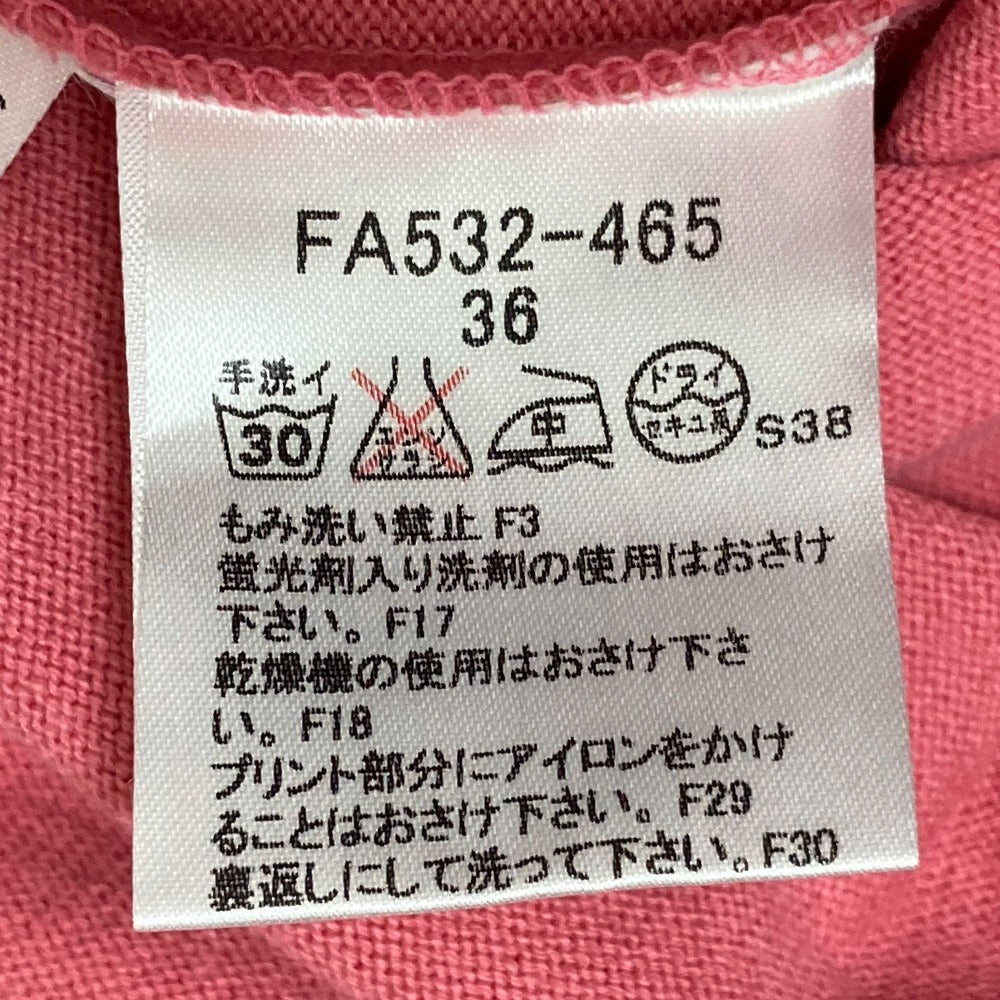 FA532-465
36
手洗イ
30
エンソ
サラシ
中
ドライ
セキユ系
S38
もみ洗い禁止 F3
蛍光剤入り洗剤の使用はおさけ
下さい。F17
乾燥機の使用はおさけ下さ
い。F18
プリント部分にアイロンをかけ
ることはおさけ下さい。F29
裏返しにして洗って下さい。F30